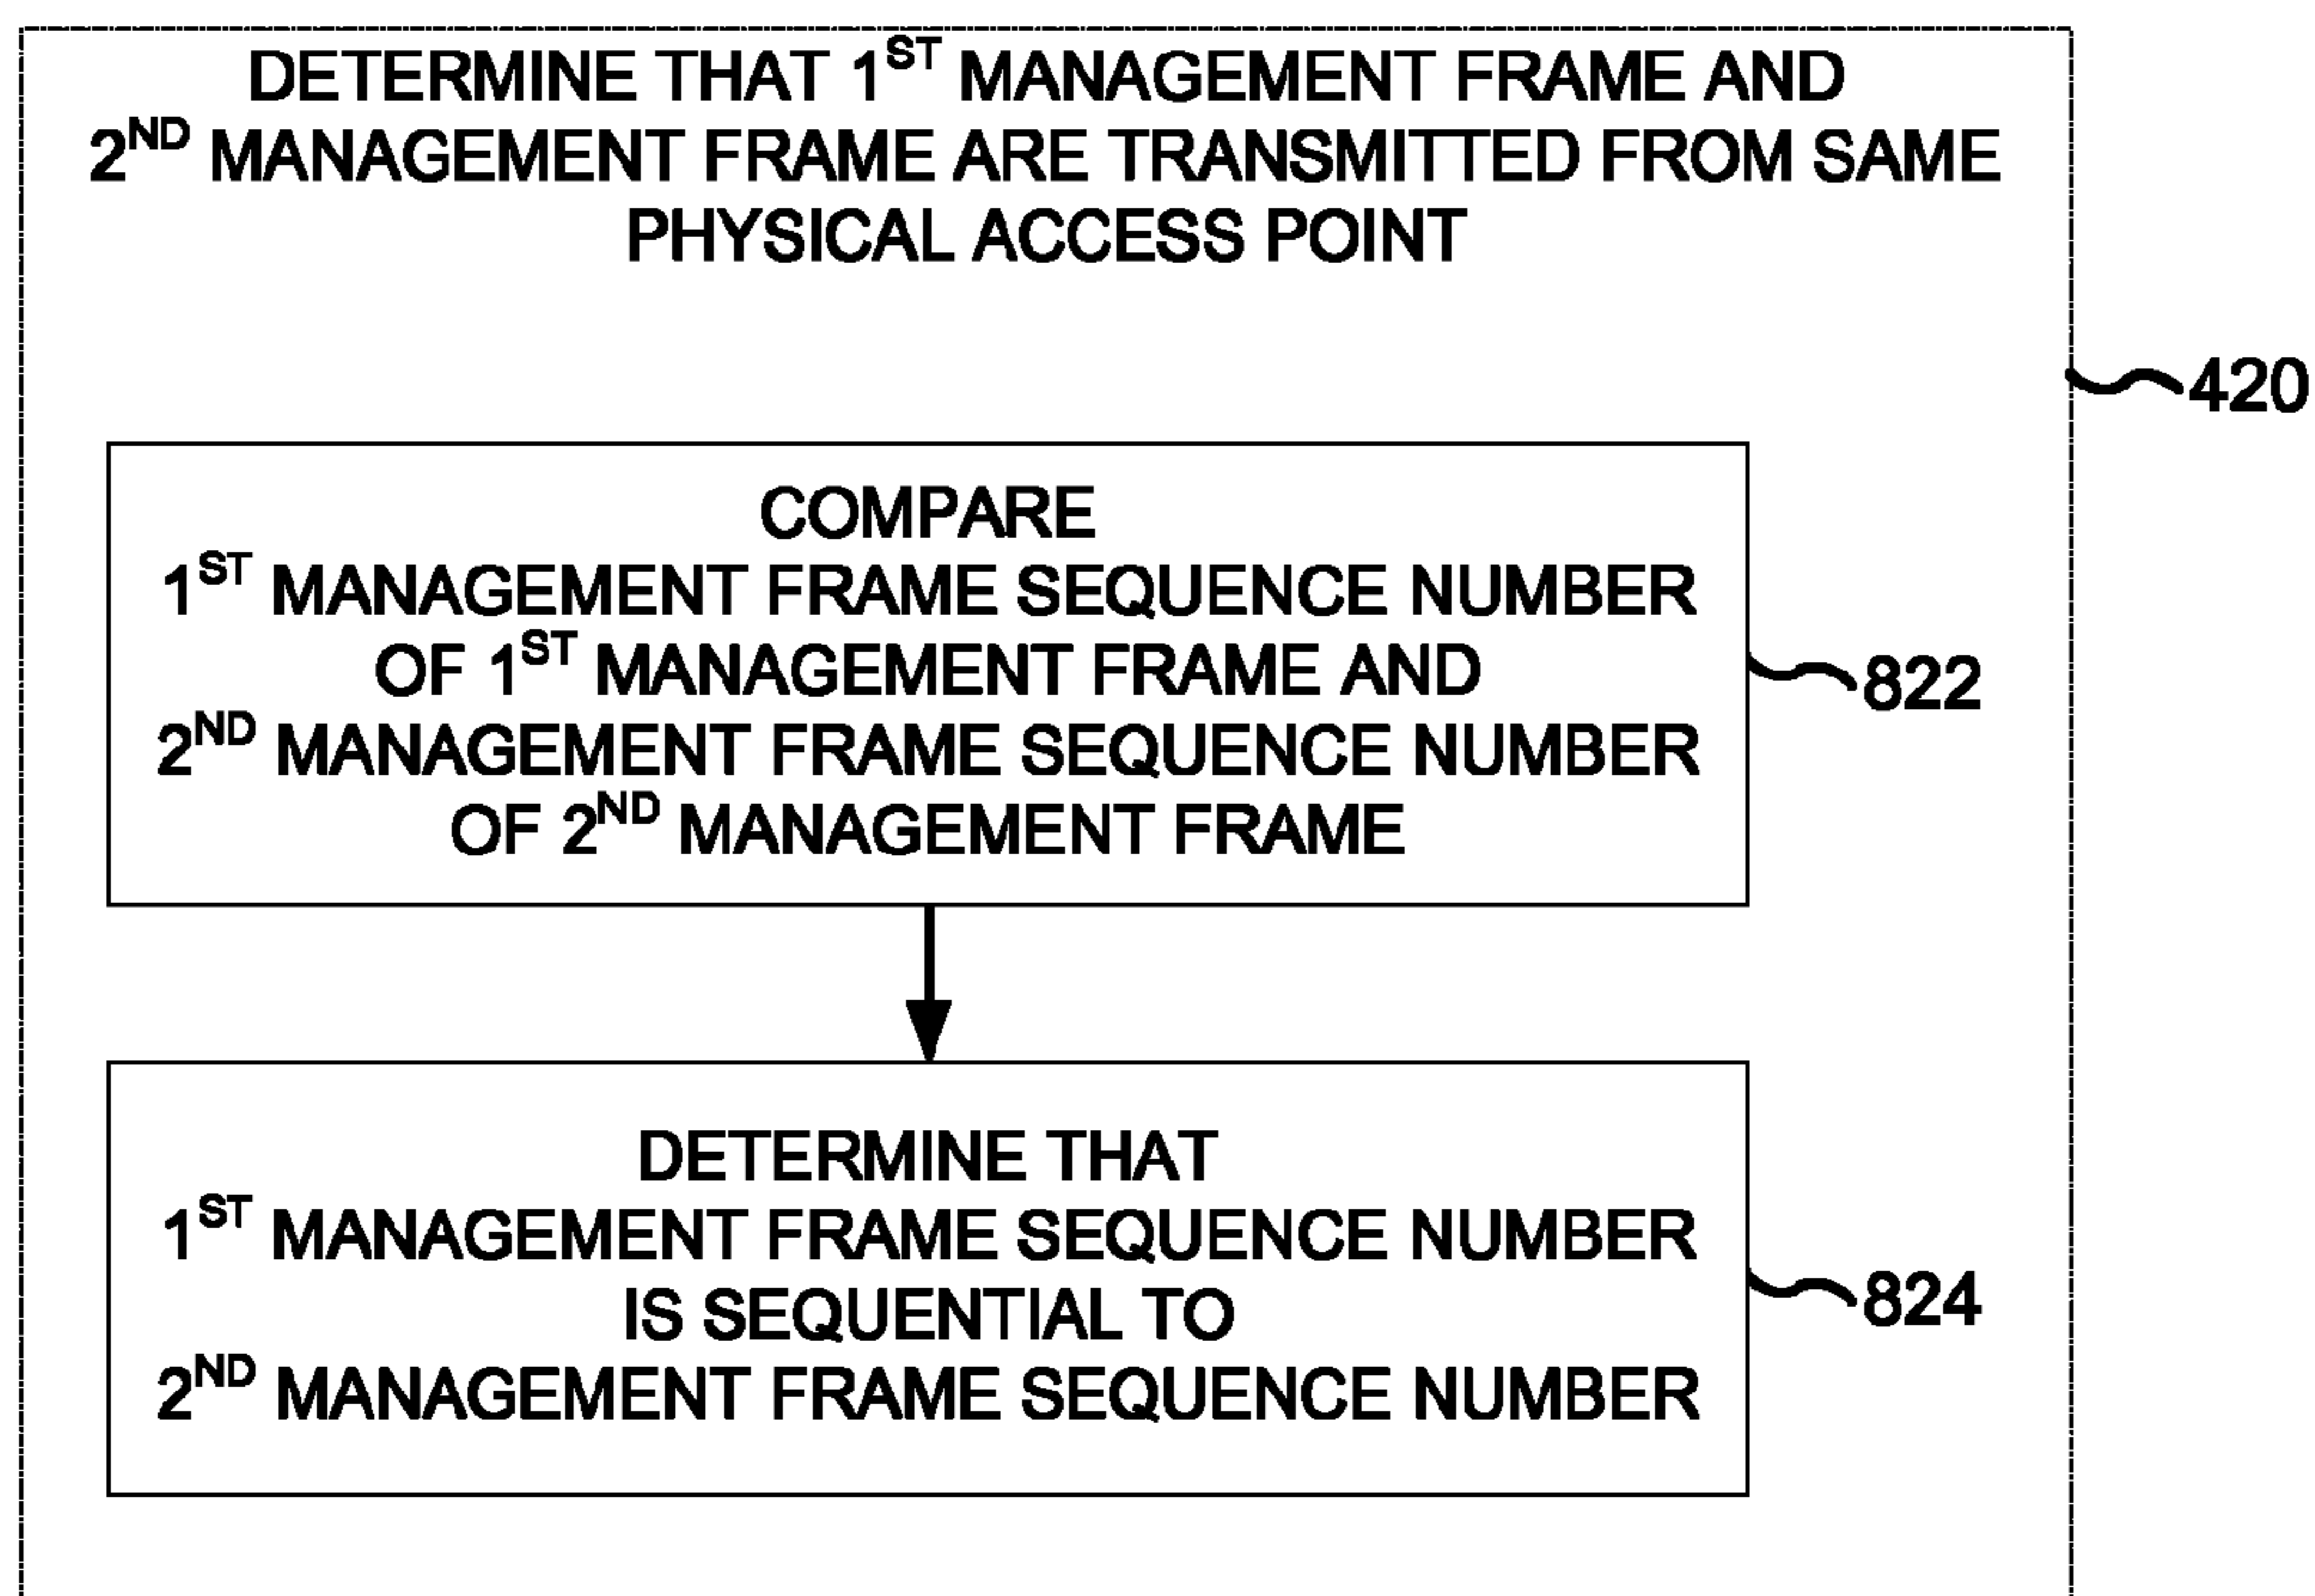 DETERMINE THAT 1ST MANAGEMENT FRAME AND
2ND MANAGEMENT FRAME ARE TRANSMITTED FROM SAME
PHYSICAL ACCESS POINT
420
COMPARE
1ST MANAGEMENT FRAME SEQUENCE NUMBER
OF 1ST MANAGEMENT FRAME AND
2ND MANAGEMENT FRAME SEQUENCE NUMBER
OF 2ND MANAGEMENT FRAME
822
DETERMINE THAT
1ST MANAGEMENT FRAME SEQUENCE NUMBER
IS SEQUENTIAL TO
2ND MANAGEMENT FRAME SEQUENCE NUMBER
824